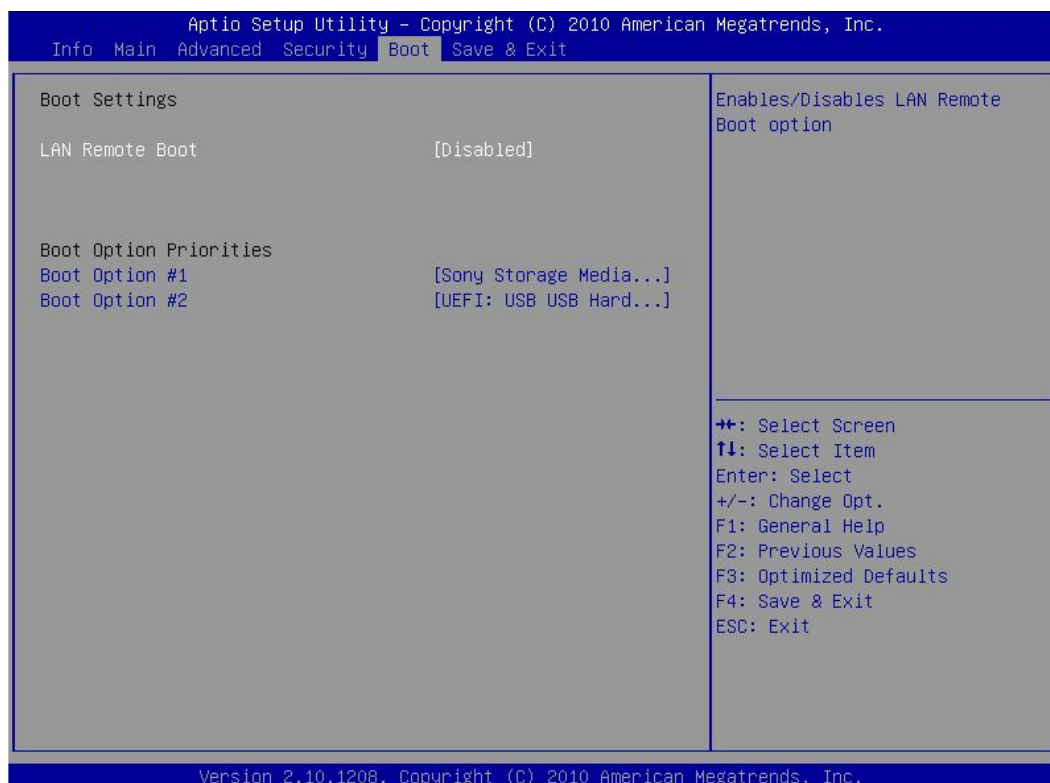 Aptio Setup Utility – Copyright (C) 2010 American Megatrends, Inc.
Info Main Advanced Security Boot Save & Exit
Boot Settings
LAN Remote Boot [Disabled]
Boot Option Priorities
Boot Option #1 [Sony Storage Media...]
Boot Option #2 [UEFI: USB USB Hard...]
Enables/Disables LAN Remote
Boot option
→←: Select Screen
↑↓: Select Item
Enter: Select
+/-: Change Opt.
F1: General Help
F2: Previous Values
F3: Optimized Defaults
F4: Save & Exit
ESC: Exit
Version 2.10.1208. Copyright (C) 2010 American Megatrends, Inc.